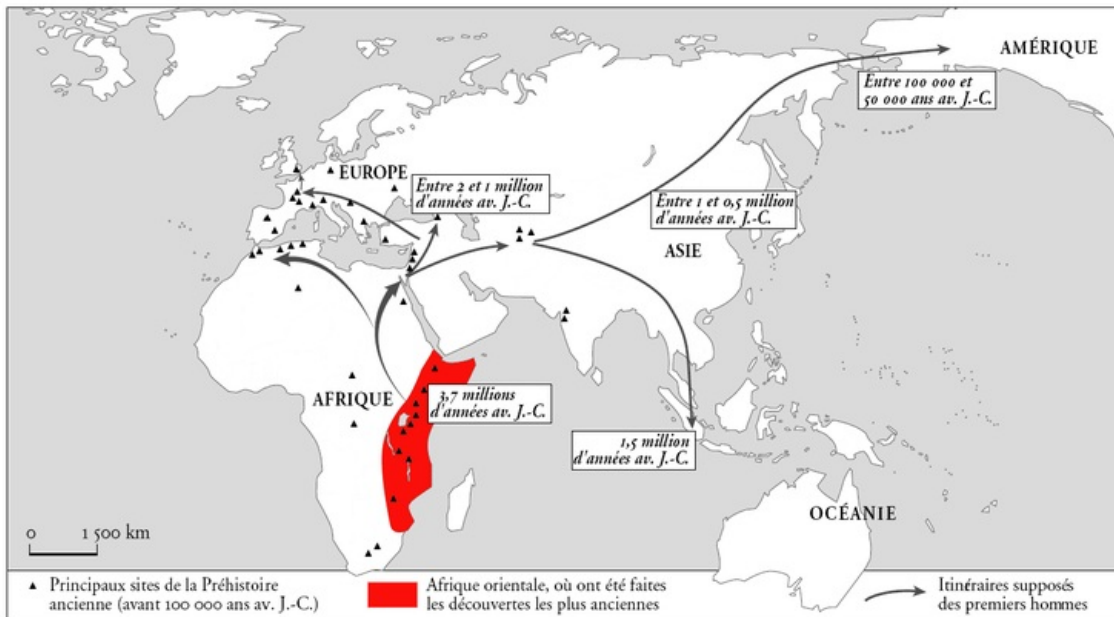 AMÉRIQUE
Entre 100 000 et
50 000 ans av. J.-C.
EUROPE
Entre 2 et 1 million
d'années av. J.-C.
Entre 1 et 0,5 million
d'années av. J.-C.
ASIE
AFRIQUE
3,7 millions
d'années av. J.-C.
1,5 million
d'années av. J.-C.
OCÉANIE
0 1 500 km
Principaux sites de la Préhistoire
ancienne (avant 100 000 ans av. J.-C.)
Afrique orientale, où ont été faites
les découvertes les plus anciennes
Itinéraires supposés
des premiers hommes